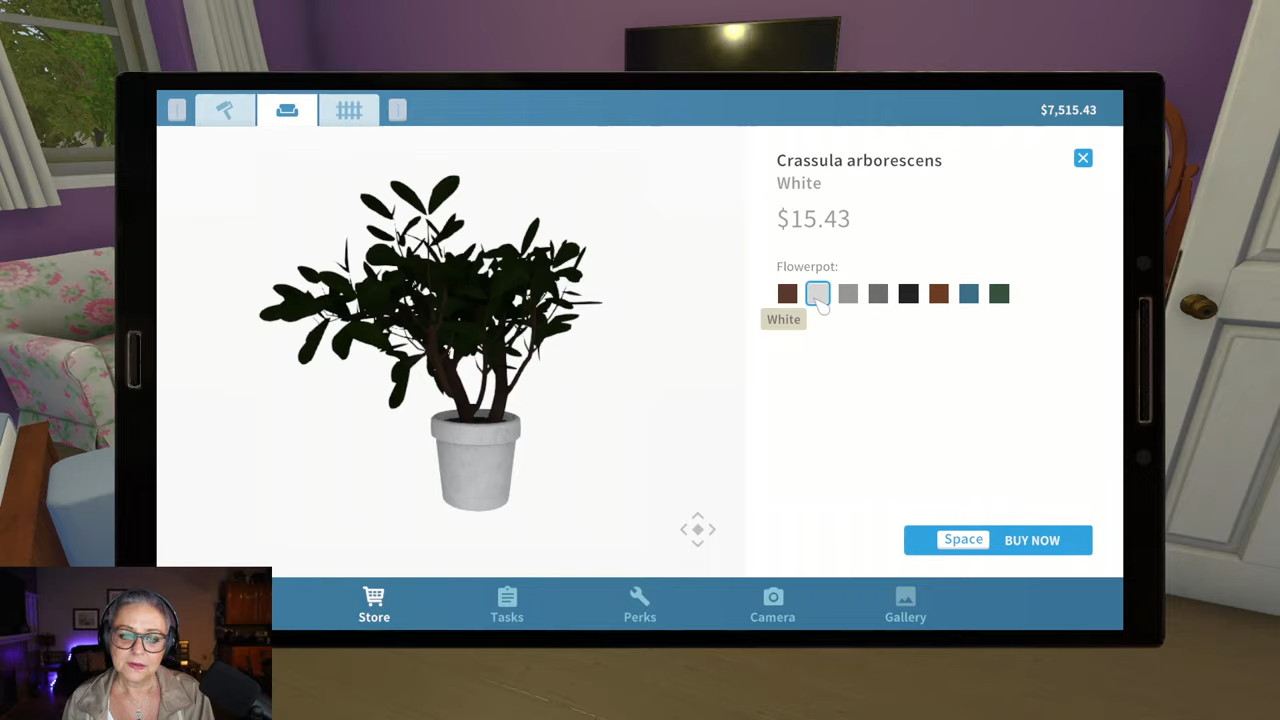 $7,515.43
Crassula arborescens
White
$15.43
Flowerpot:
White
Space BUY NOW
Store Tasks Perks Camera Gallery